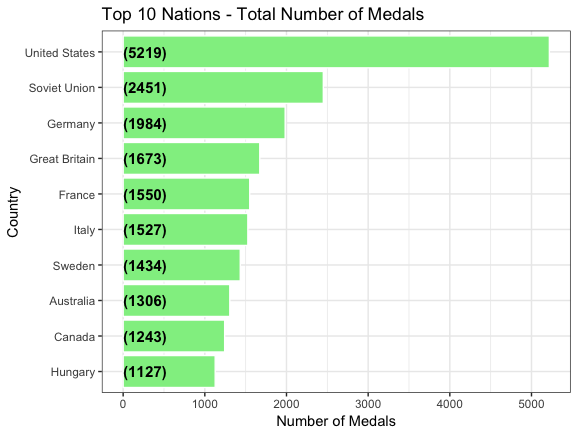 Top 10 Nations - Total Number of Medals
Country
United States (5219)
Soviet Union (2451)
Germany (1984)
Great Britain (1673)
France (1550)
Italy (1527)
Sweden (1434)
Australia (1306)
Canada (1243)
Hungary (1127)
0 1000 2000 3000 4000 5000
Number of Medals